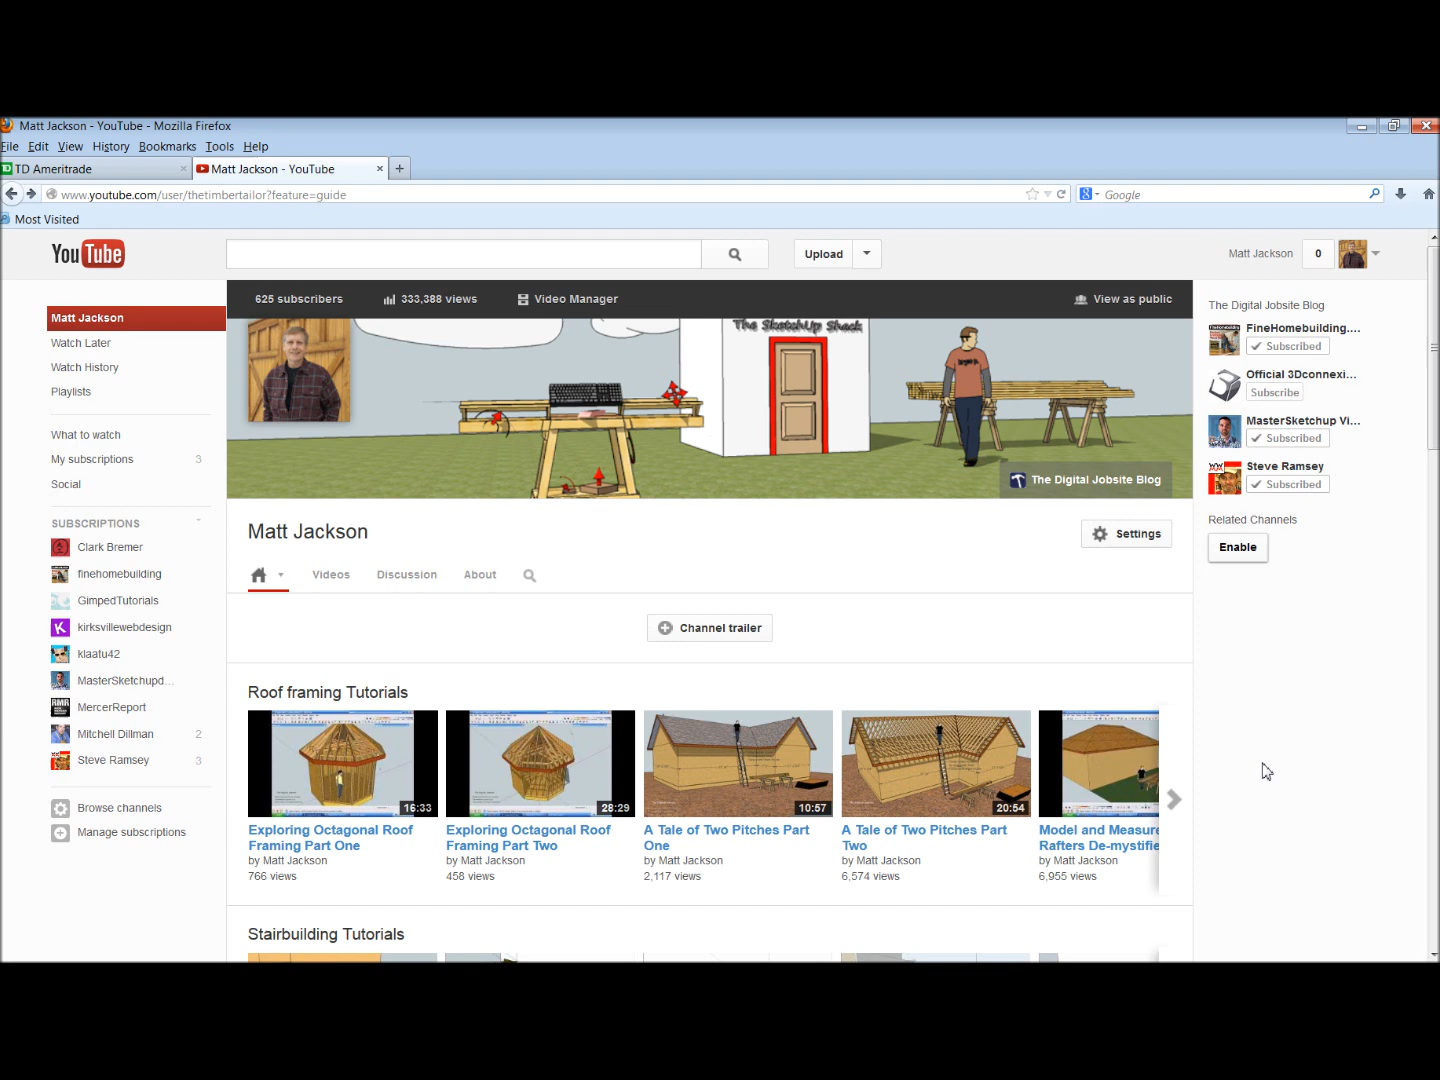 Matt Jackson - YouTube - Mozilla Firefox
File Edit View History Bookmarks Tools Help
TD Ameritrade
Matt Jackson - YouTube
www.youtube.com/user/thetimbertailor?feature=guide
Google
Most Visited
YouTube
Upload
Matt Jackson
0
625 subscribers
333,388 views
Video Manager
View as public
Matt Jackson
Watch Later
Watch History
Playlists
What to watch
My subscriptions 3
Social
SUBSCRIPTIONS
Clark Bremer
finehomebuilding
GimpedTutorials
kirksvillewebdesign
klaatu42
MasterSketchupd...
MercerReport
Mitchell Dillman 2
Steve Ramsey 3
Browse channels
Manage subscriptions
The SketchUp Shack
The Digital Jobsite Blog
Matt Jackson
Settings
Videos
Discussion
About
Channel trailer
Roof framing Tutorials
16:33
Exploring Octagonal Roof
Framing Part One
by Matt Jackson
766 views
28:29
Exploring Octagonal Roof
Framing Part Two
by Matt Jackson
458 views
10:57
A Tale of Two Pitches Part
One
by Matt Jackson
2,117 views
20:54
A Tale of Two Pitches Part
Two
by Matt Jackson
6,574 views
Model and Measure
Rafters De-mystifie
by Matt Jackson
6,955 views
Stairbuilding Tutorials
The Digital Jobsite Blog
FineHomebuilding....
Subscribed
Official 3Dconnexi...
Subscribe
MasterSketchup Vi...
Subscribed
Steve Ramsey
Subscribed
Related Channels
Enable